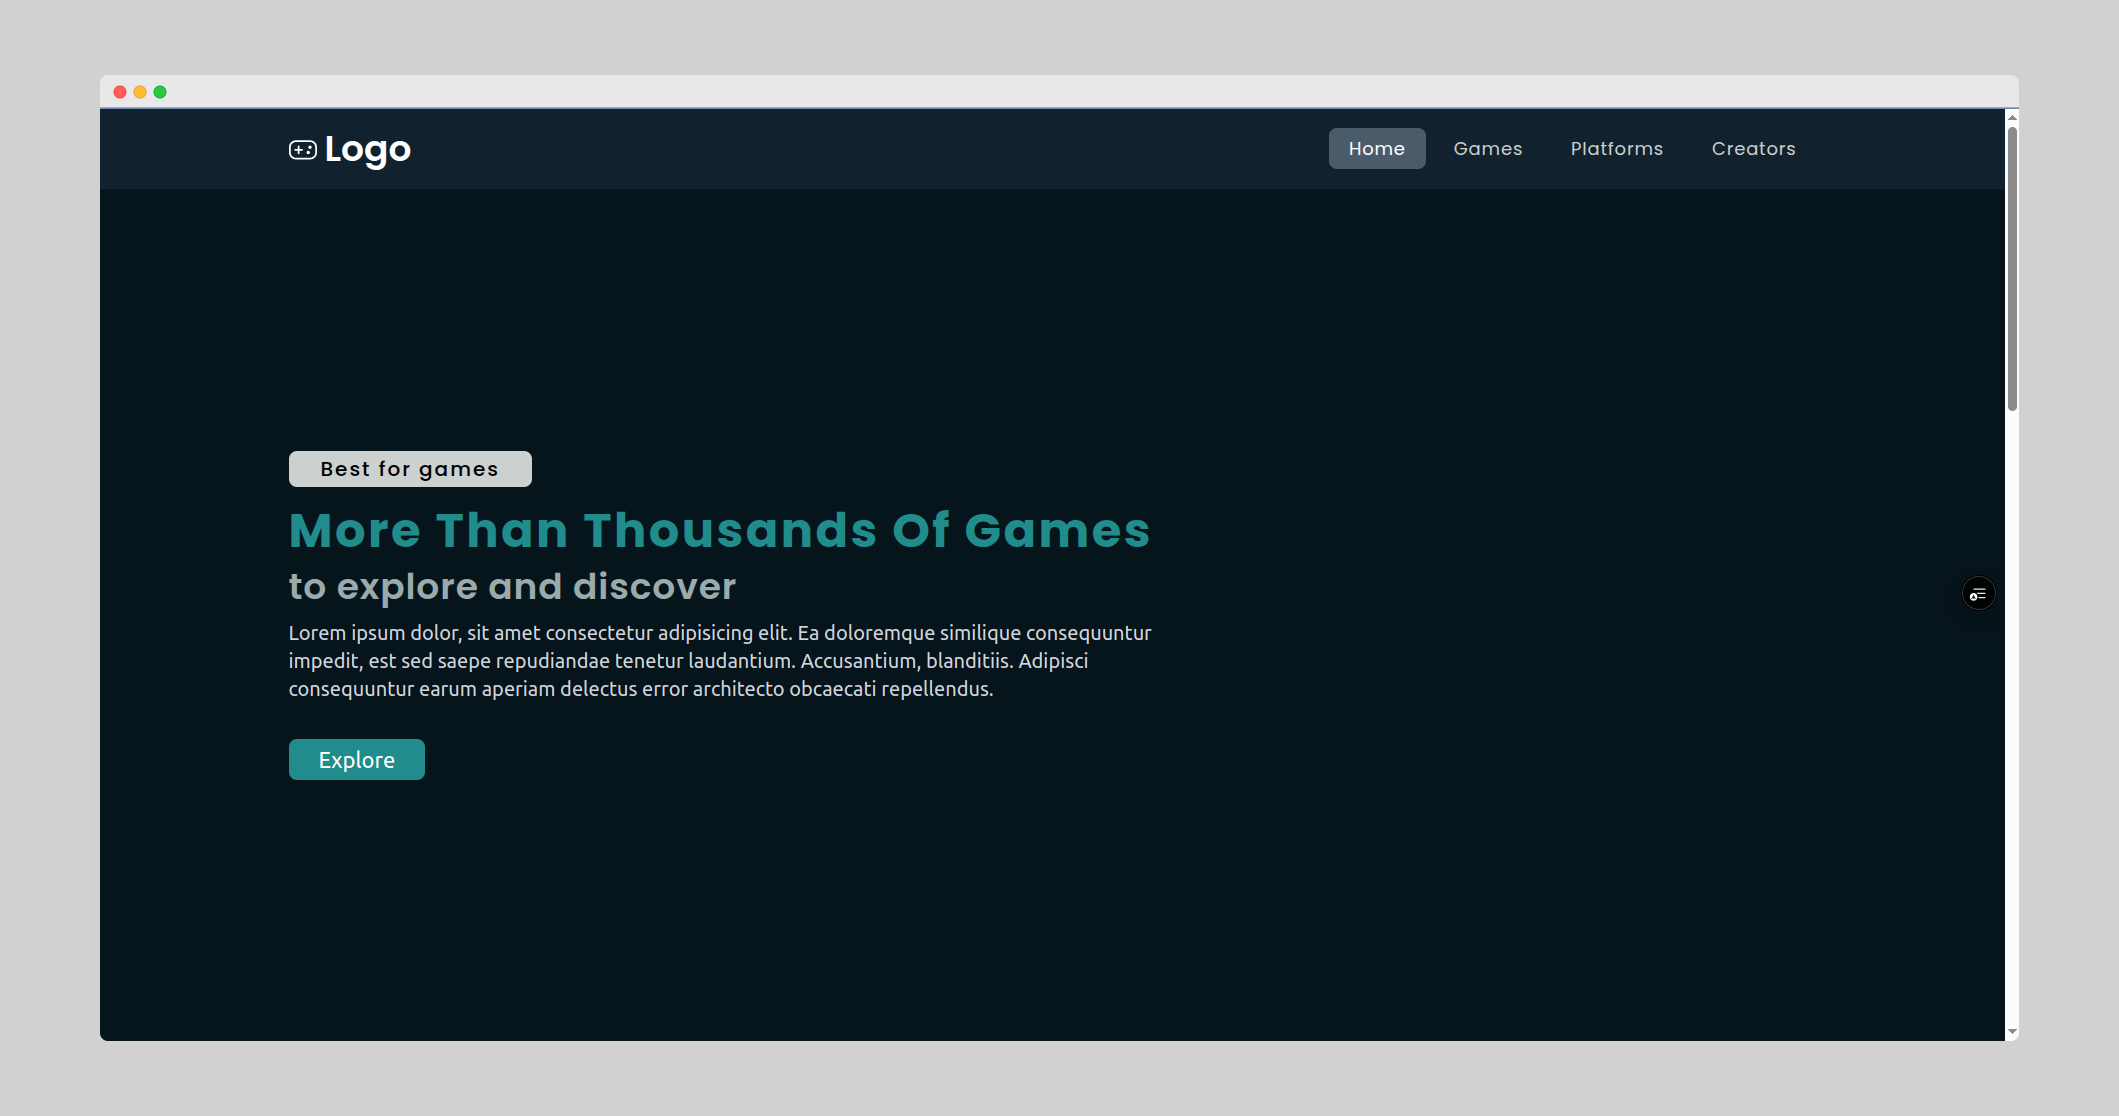 Logo
Home
Games
Platforms
Creators
Best for games
More Than Thousands Of Games
to explore and discover
Lorem ipsum dolor, sit amet consectetur adipisicing elit. Ea doloremque similique consequuntur
impedit, est sed saepe repudiandae tenetur laudantium. Accusantium, blanditiis. Adipisci
consequuntur earum aperiam delectus error architecto obcaecati repellendus.
Explore